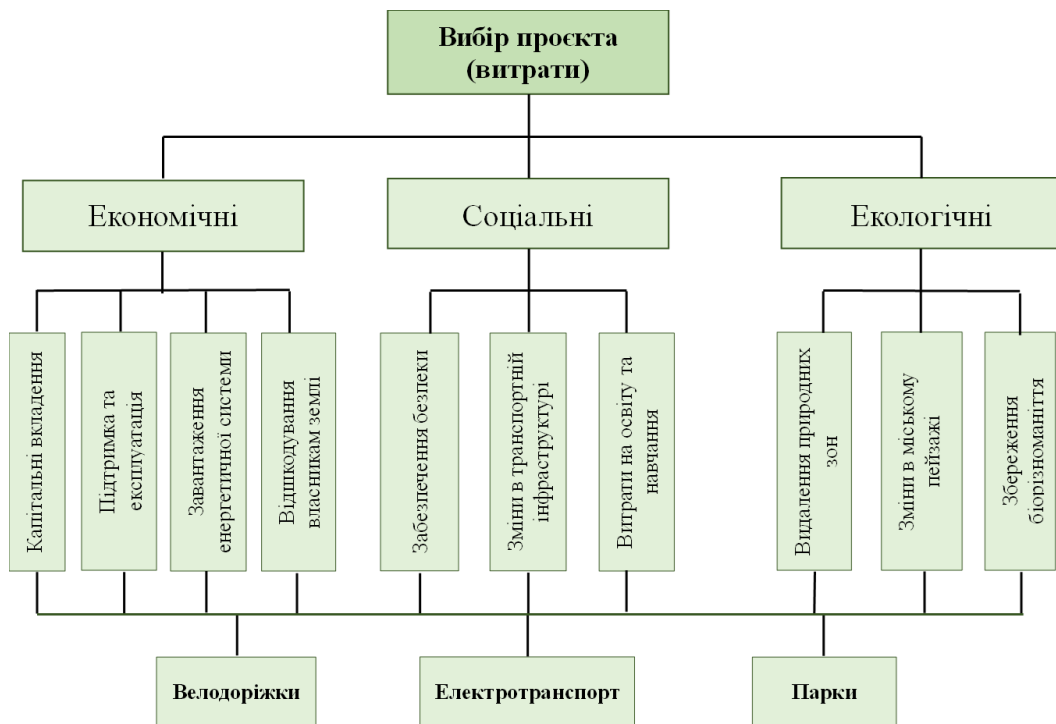 Вибір проєкта
(витрати)
Економічні
Соціальні
Екологічні
Капітальні вкладення
Підтримка та
експлуатація
Завантаження
енергетичної системи
Відшкодування
власникам землі
Забезпечення безпеки
Зміни в транспортній
інфраструктурі
Витрати на освіту та
навчання
Видалення природних
зон
Зміни в міському
пейзажі
Збереження
біорізноманіття
Велодоріжки
Електротранспорт
Парки